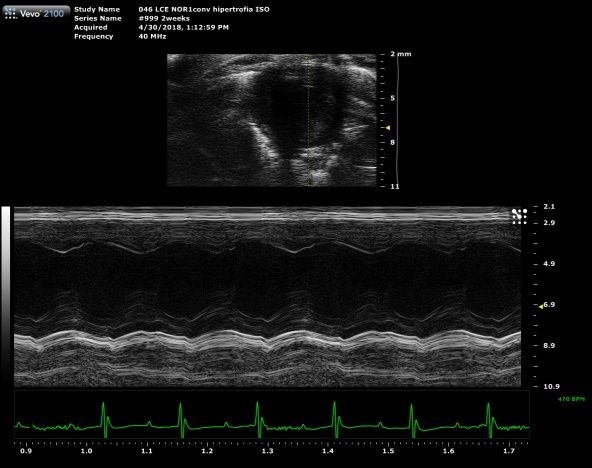 Vevo 2100
Study Name 046 LCE NOR1conv hipertrofia ISO
Series Name #999 2weeks
Acquired 4/30/2018, 1:12:59 PM
Frequency 40 MHz
2 mm
5
8
11
2.1
2.9
4.9
6.9
8.9
10.9
478 BPM
0.9 1.0 1.1 1.2 1.3 1.4 1.5 1.6 1.7